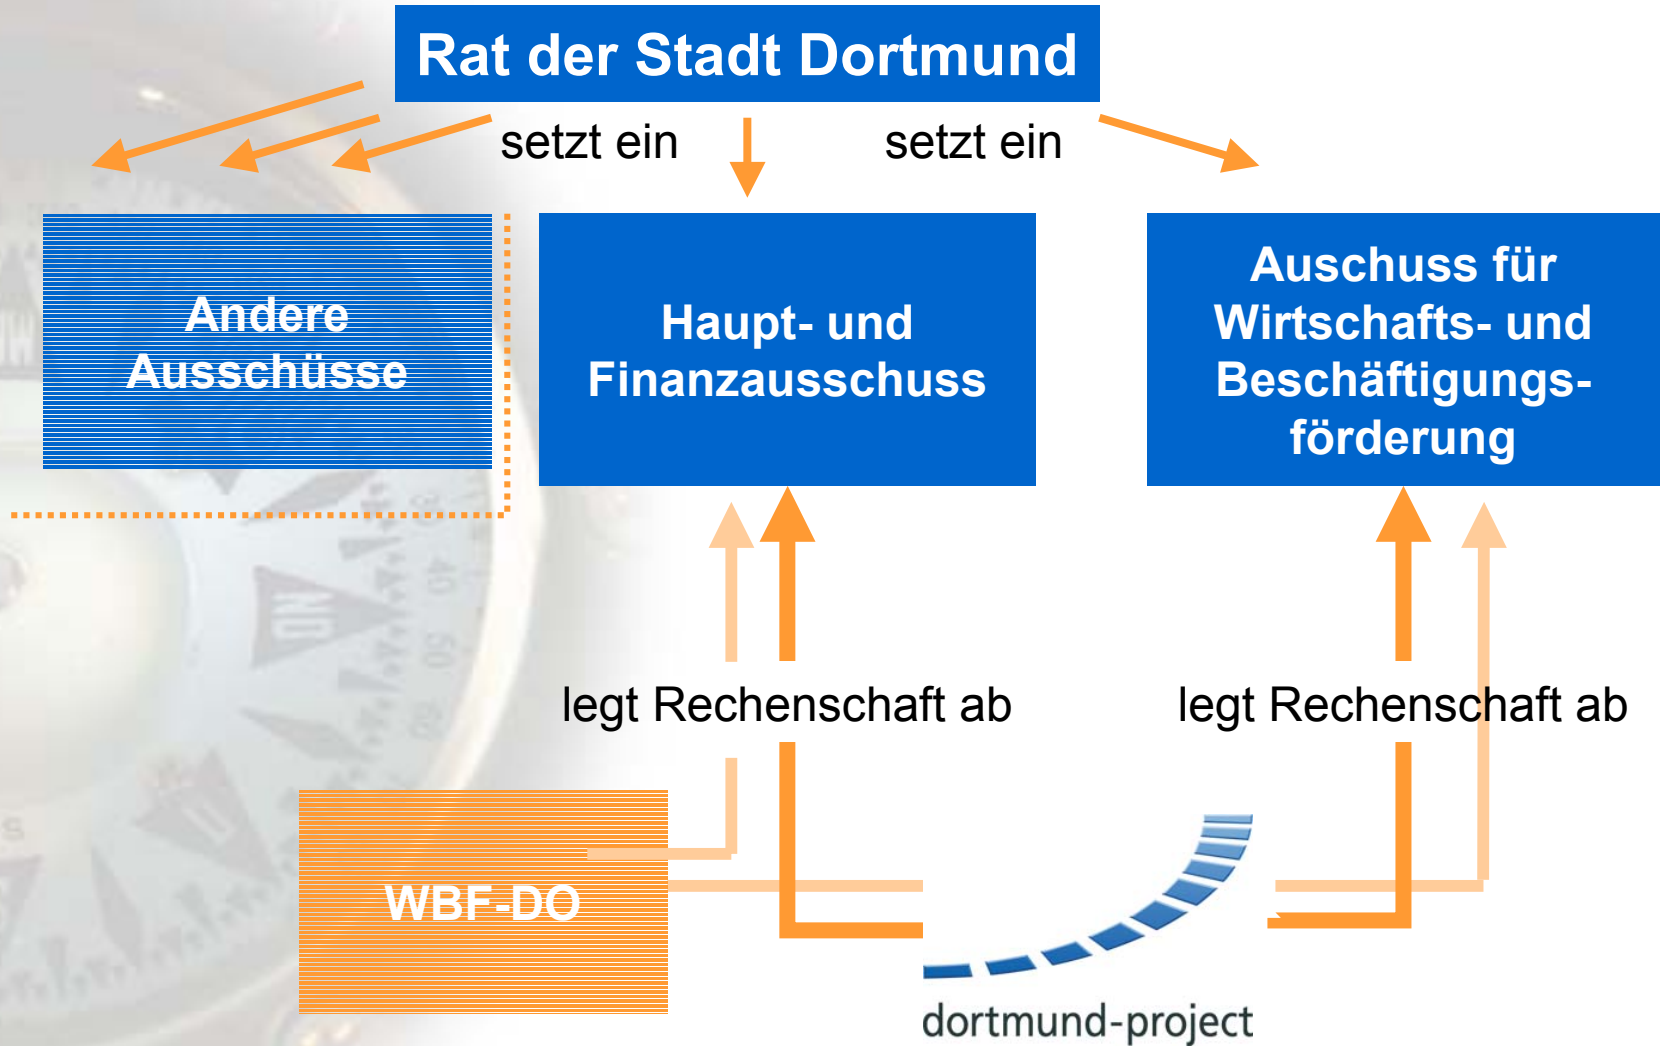 Rat der Stadt Dortmund
setzt ein
setzt ein
Andere
Ausschüsse
Haupt- und
Finanzausschuss
Auschuss für
Wirtschafts- und
Beschäftigungs-
förderung
legt Rechenschaft ab
legt Rechenschaft ab
WBF-DO
dortmund-project